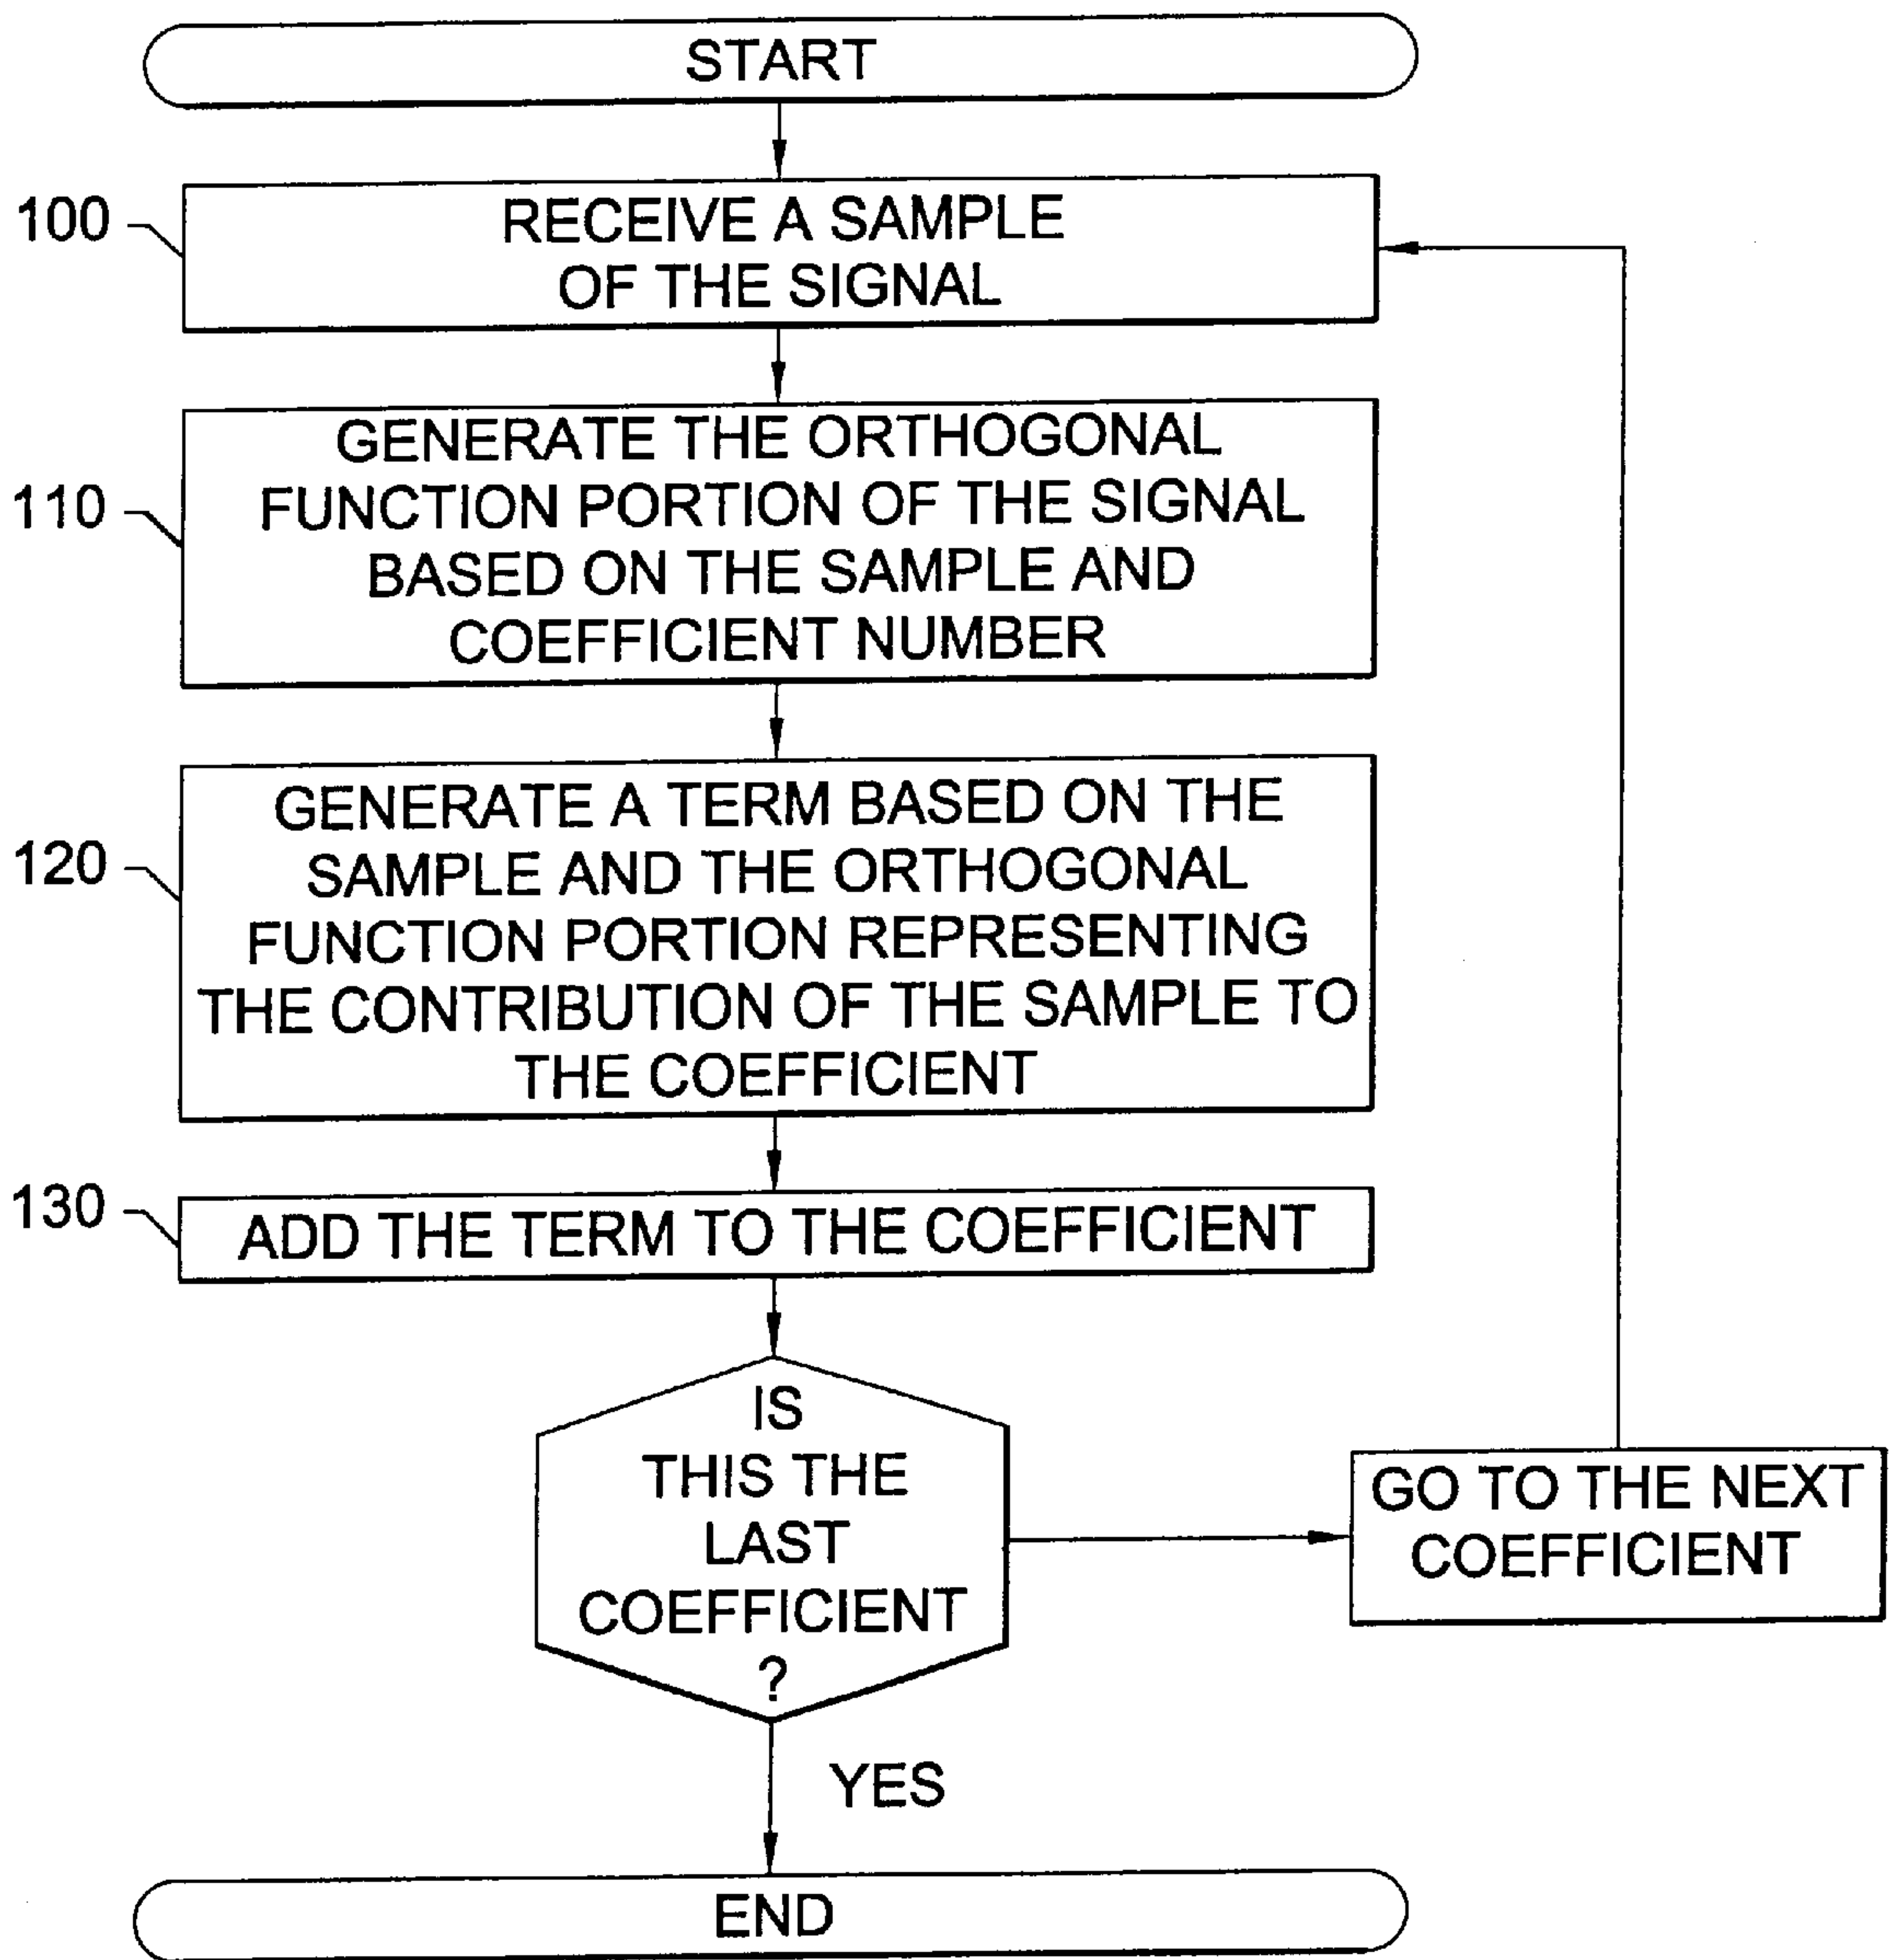 START
100
RECEIVE A SAMPLE
OF THE SIGNAL
110
GENERATE THE ORTHOGONAL
FUNCTION PORTION OF THE SIGNAL
BASED ON THE SAMPLE AND
COEFFICIENT NUMBER
120
GENERATE A TERM BASED ON THE
SAMPLE AND THE ORTHOGONAL
FUNCTION PORTION REPRESENTING
THE CONTRIBUTION OF THE SAMPLE TO
THE COEFFICIENT
130
ADD THE TERM TO THE COEFFICIENT
IS
THIS THE
LAST
COEFFICIENT
?
GO TO THE NEXT
COEFFICIENT
YES
END